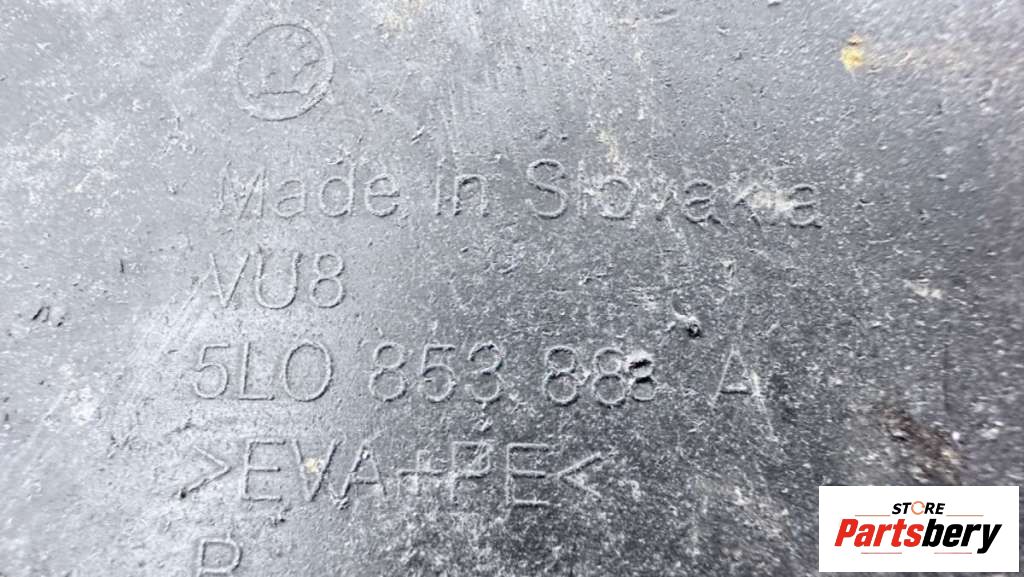 Made in Slovakia
VU8
5L0 853 888 A
>EVA+PE<
STORE
Partsbery